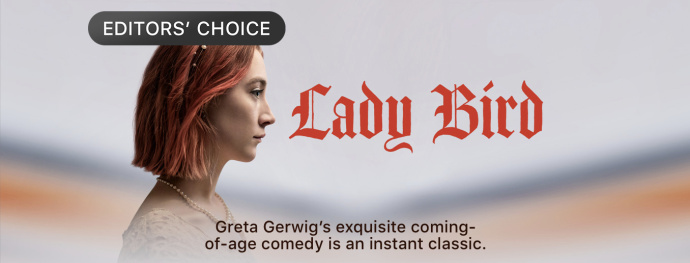 EDITORS’ CHOICE
Lady Bird
Greta Gerwig’s exquisite coming-
of-age comedy is an instant classic.